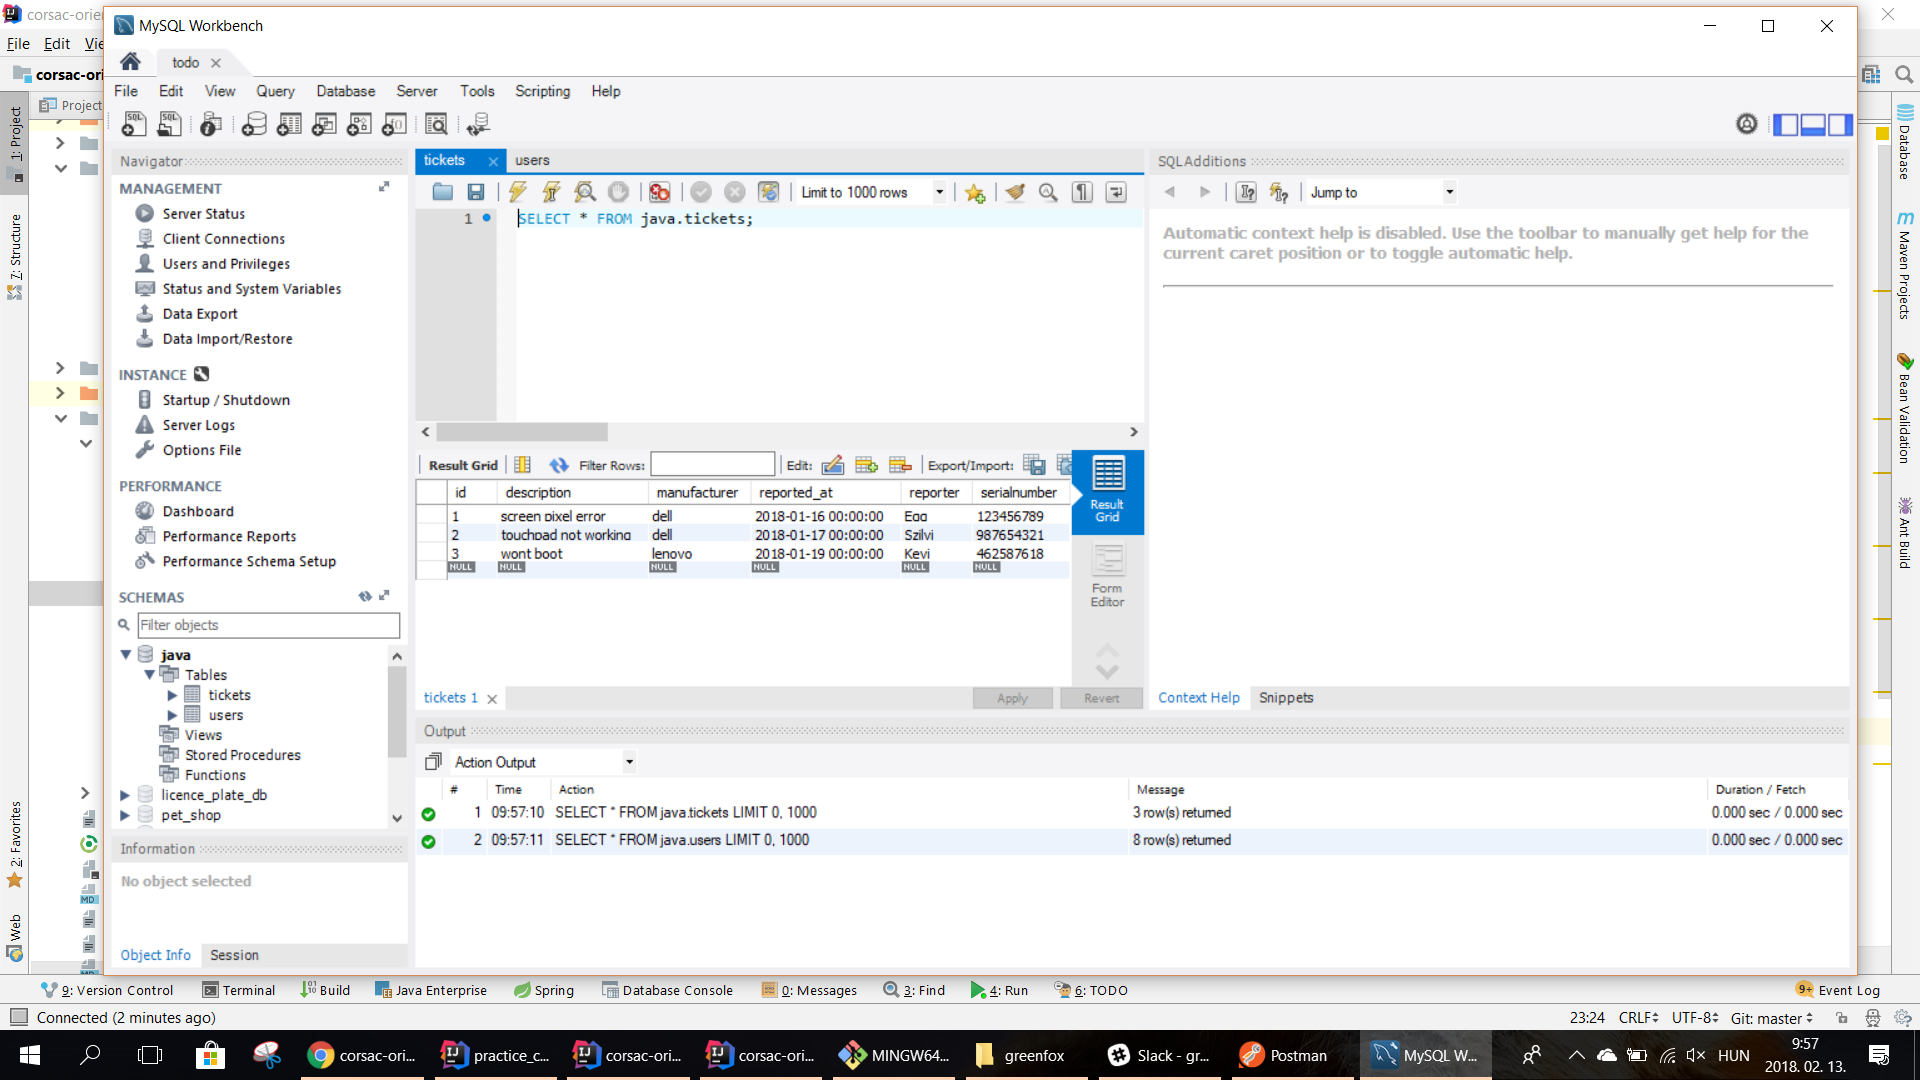 corsac-orie
MySQL Workbench
File Edit Vie
todo
corsac-ori
File Edit View Query Database Server Tools Scripting Help
Project
1: Project
7: Structure
2: Favorites
Web
Navigator
MANAGEMENT
Server Status
Client Connections
Users and Privileges
Status and System Variables
Data Export
Data Import/Restore
INSTANCE
Startup / Shutdown
Server Logs
Options File
PERFORMANCE
Dashboard
Performance Reports
Performance Schema Setup
SCHEMAS
Filter objects
java
Tables
tickets
users
Views
Stored Procedures
Functions
licence_plate_db
pet_shop
Information
No object selected
Object Info Session
tickets users
Limit to 1000 rows
1 SELECT * FROM java.tickets;
Result Grid Filter Rows: Edit: Export/Import:
id description manufacturer reported_at reporter serialnumber
1 screen pixel error dell 2018-01-16 00:00:00 Egg 123456789
2 touchpad not working dell 2018-01-17 00:00:00 Szilvi 987654321
3 wont boot lenovo 2018-01-19 00:00:00 Kevi 462587618
NULL NULL NULL NULL NULL NULL
Result Grid
Form Editor
tickets 1 Apply Revert
SQLAdditions
Jump to
Automatic context help is disabled. Use the toolbar to manually get help for the
current caret position or to toggle automatic help.
Context Help Snippets
Output
Action Output
# Time Action Message Duration / Fetch
1 09:57:10 SELECT * FROM java.tickets LIMIT 0, 1000 3 row(s) returned 0.000 sec / 0.000 sec
2 09:57:11 SELECT * FROM java.users LIMIT 0, 1000 8 row(s) returned 0.000 sec / 0.000 sec
Database
Maven Projects
Bean Validation
Ant Build
9: Version Control Terminal Build Java Enterprise Spring Database Console 0: Messages 3: Find 4: Run 6: TODO 9+ Event Log
Connected (2 minutes ago) 23:24 CRLF UTF-8 Git: master
corsac-ori... practice_c... corsac-ori... corsac-ori... MINGW64... greenfox Slack - gr... Postman MySQL W... HUN 9:57
2018. 02. 13.